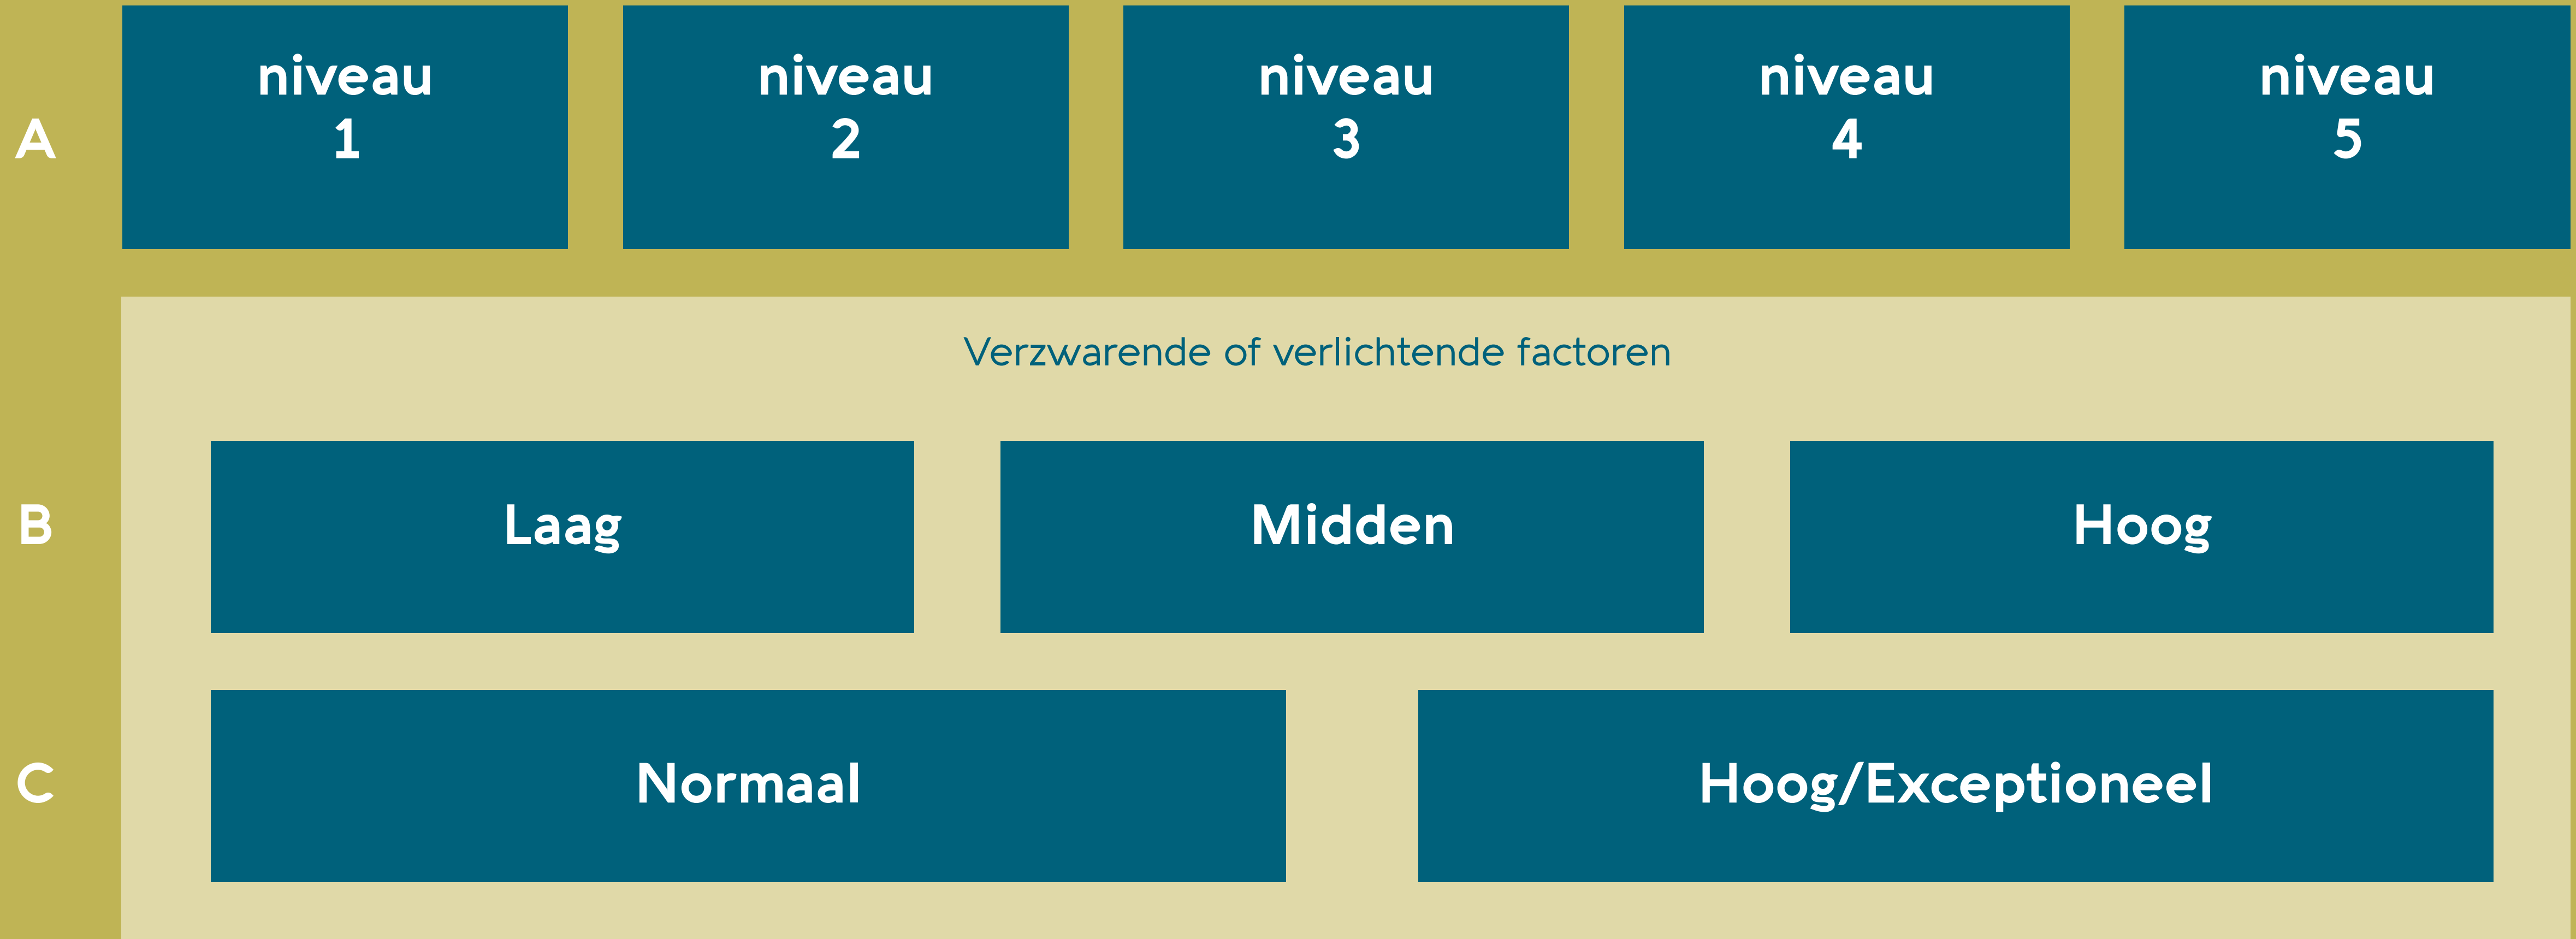 A
niveau
1
niveau
2
niveau
3
niveau
4
niveau
5
Verzwarende of verlichtende factoren
B
Laag
Midden
Hoog
C
Normaal
Hoog/Exceptioneel